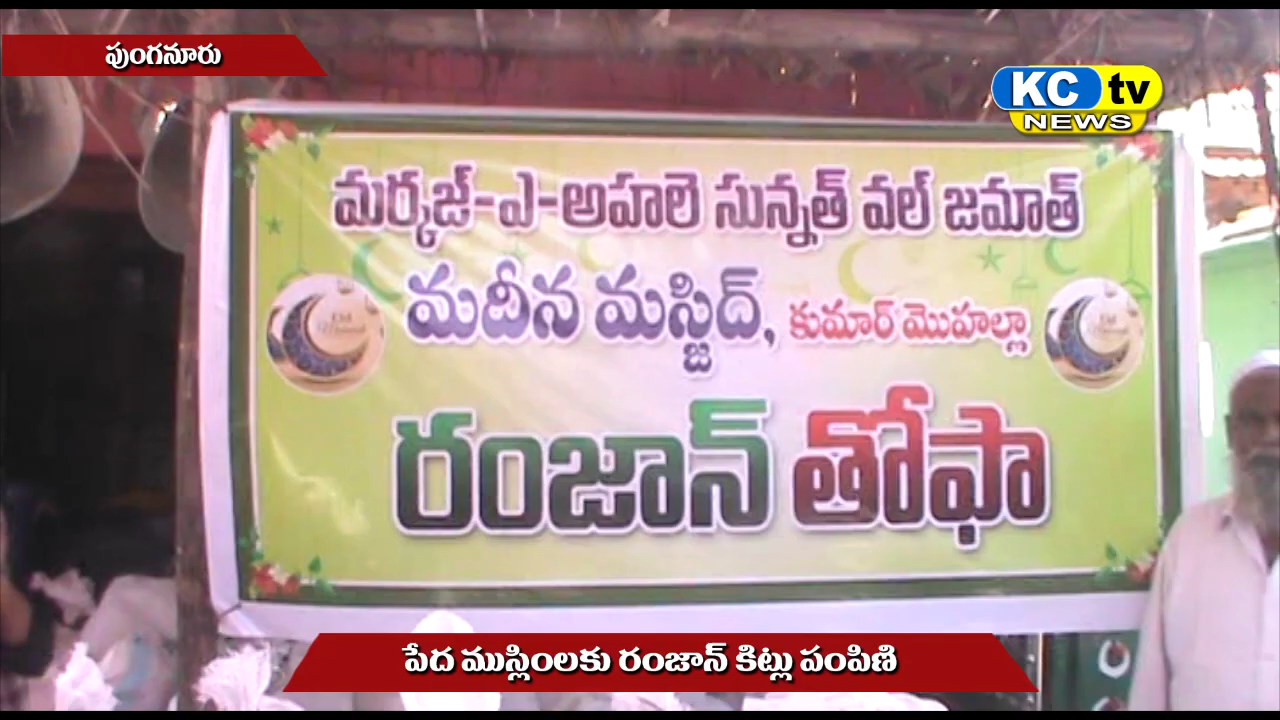 పుంగనూరు
KC tv
NEWS
మర్కజ్-ఎ-అహలె సున్నత్ వల్ జమాత్
మదీన మస్జిద్, కుమార్ మొహల్లా
రంజాన్ తోఫా
పేద ముస్లింలకు రంజాన్ కిట్లు పంపిణి